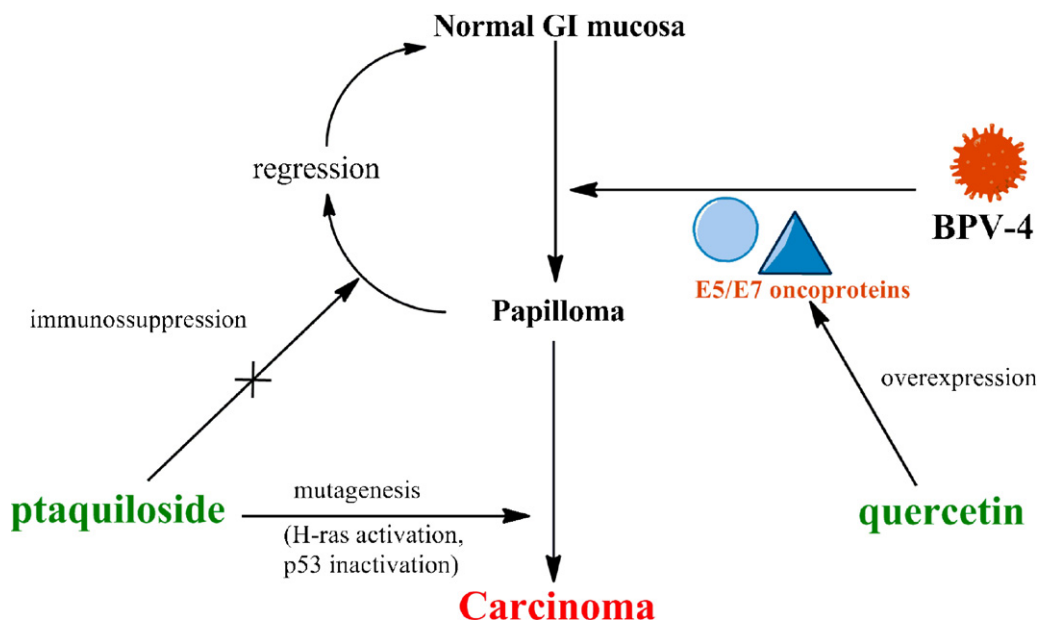 Normal GI mucosa
regression
BPV-4
E5/E7 oncoproteins
immunossuppression
Papilloma
overexpression
ptaquiloside
mutagenesis
(H-ras activation,
p53 inactivation)
quercetin
Carcinoma